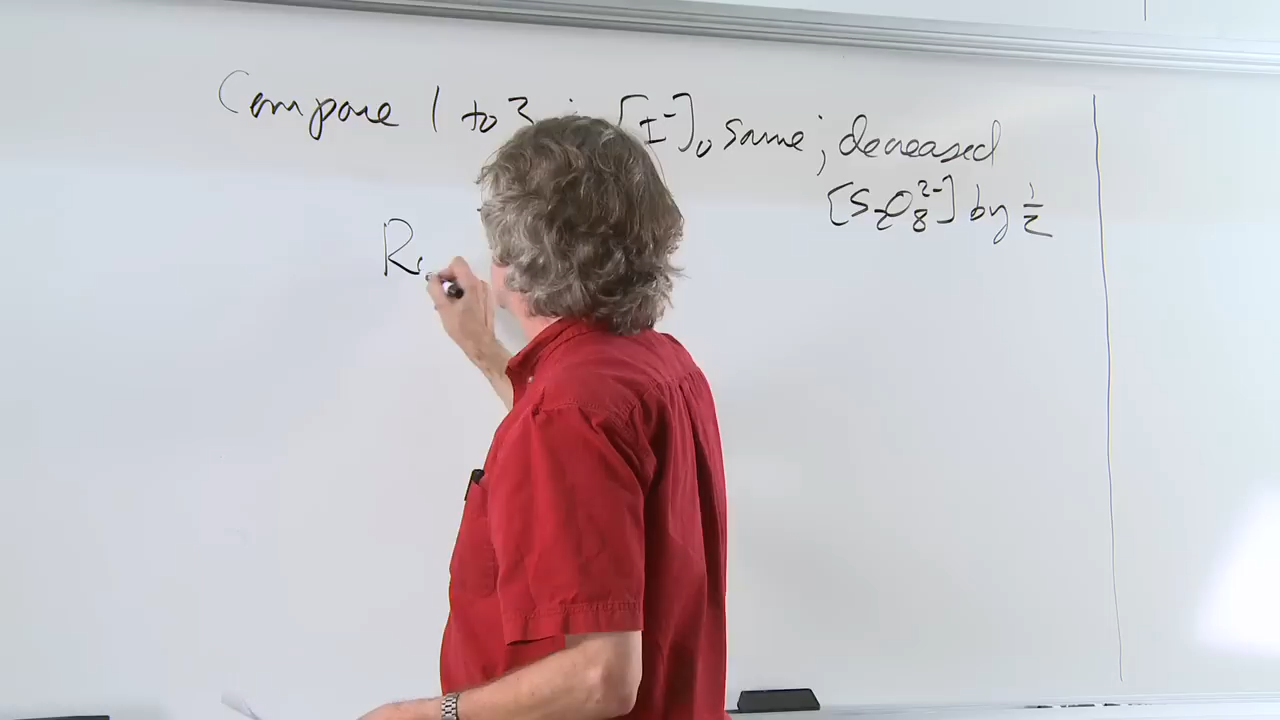 Compare 1 to 3 [I⁻]₀ same; decreased
[S₂O₈²⁻] by 1/2
R